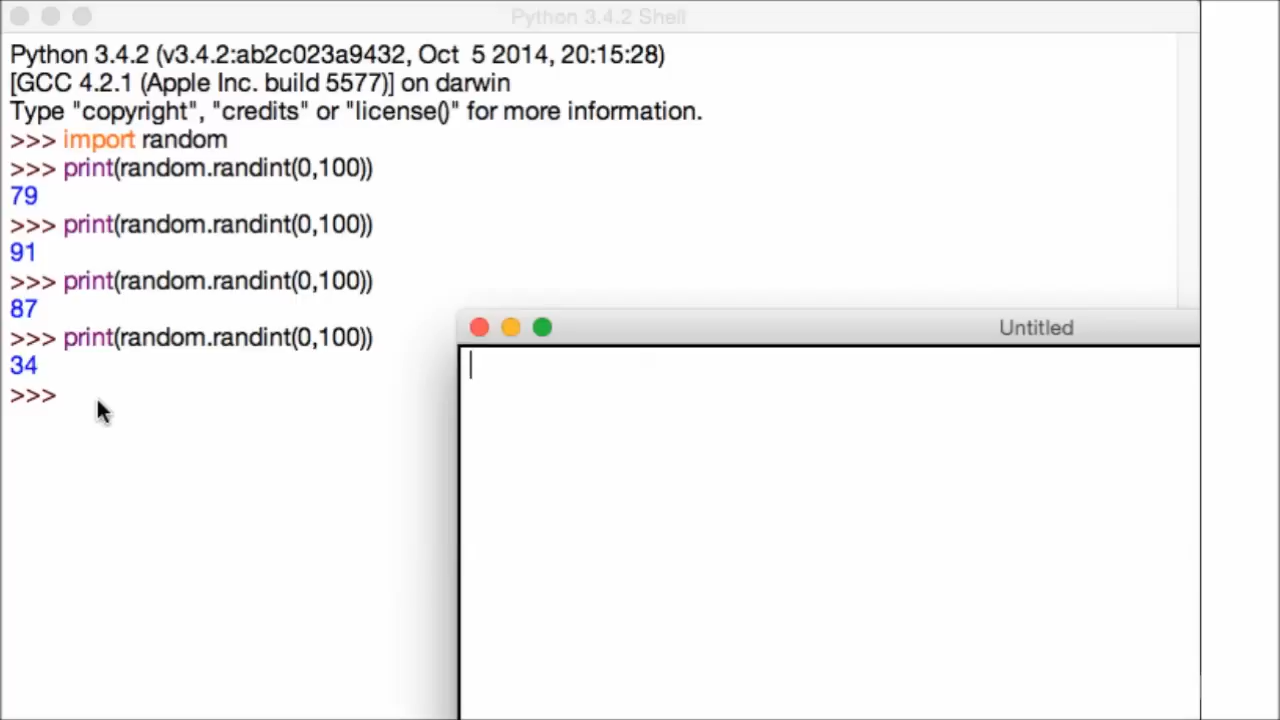 Python 3.4.2 Shell
Python 3.4.2 (v3.4.2:ab2c023a9432, Oct  5 2014, 20:15:28)
[GCC 4.2.1 (Apple Inc. build 5577)] on darwin
Type "copyright", "credits" or "license()" for more information.
>>> import random
>>> print(random.randint(0,100))
79
>>> print(random.randint(0,100))
91
>>> print(random.randint(0,100))
87
>>> print(random.randint(0,100))
34
>>>
Untitled